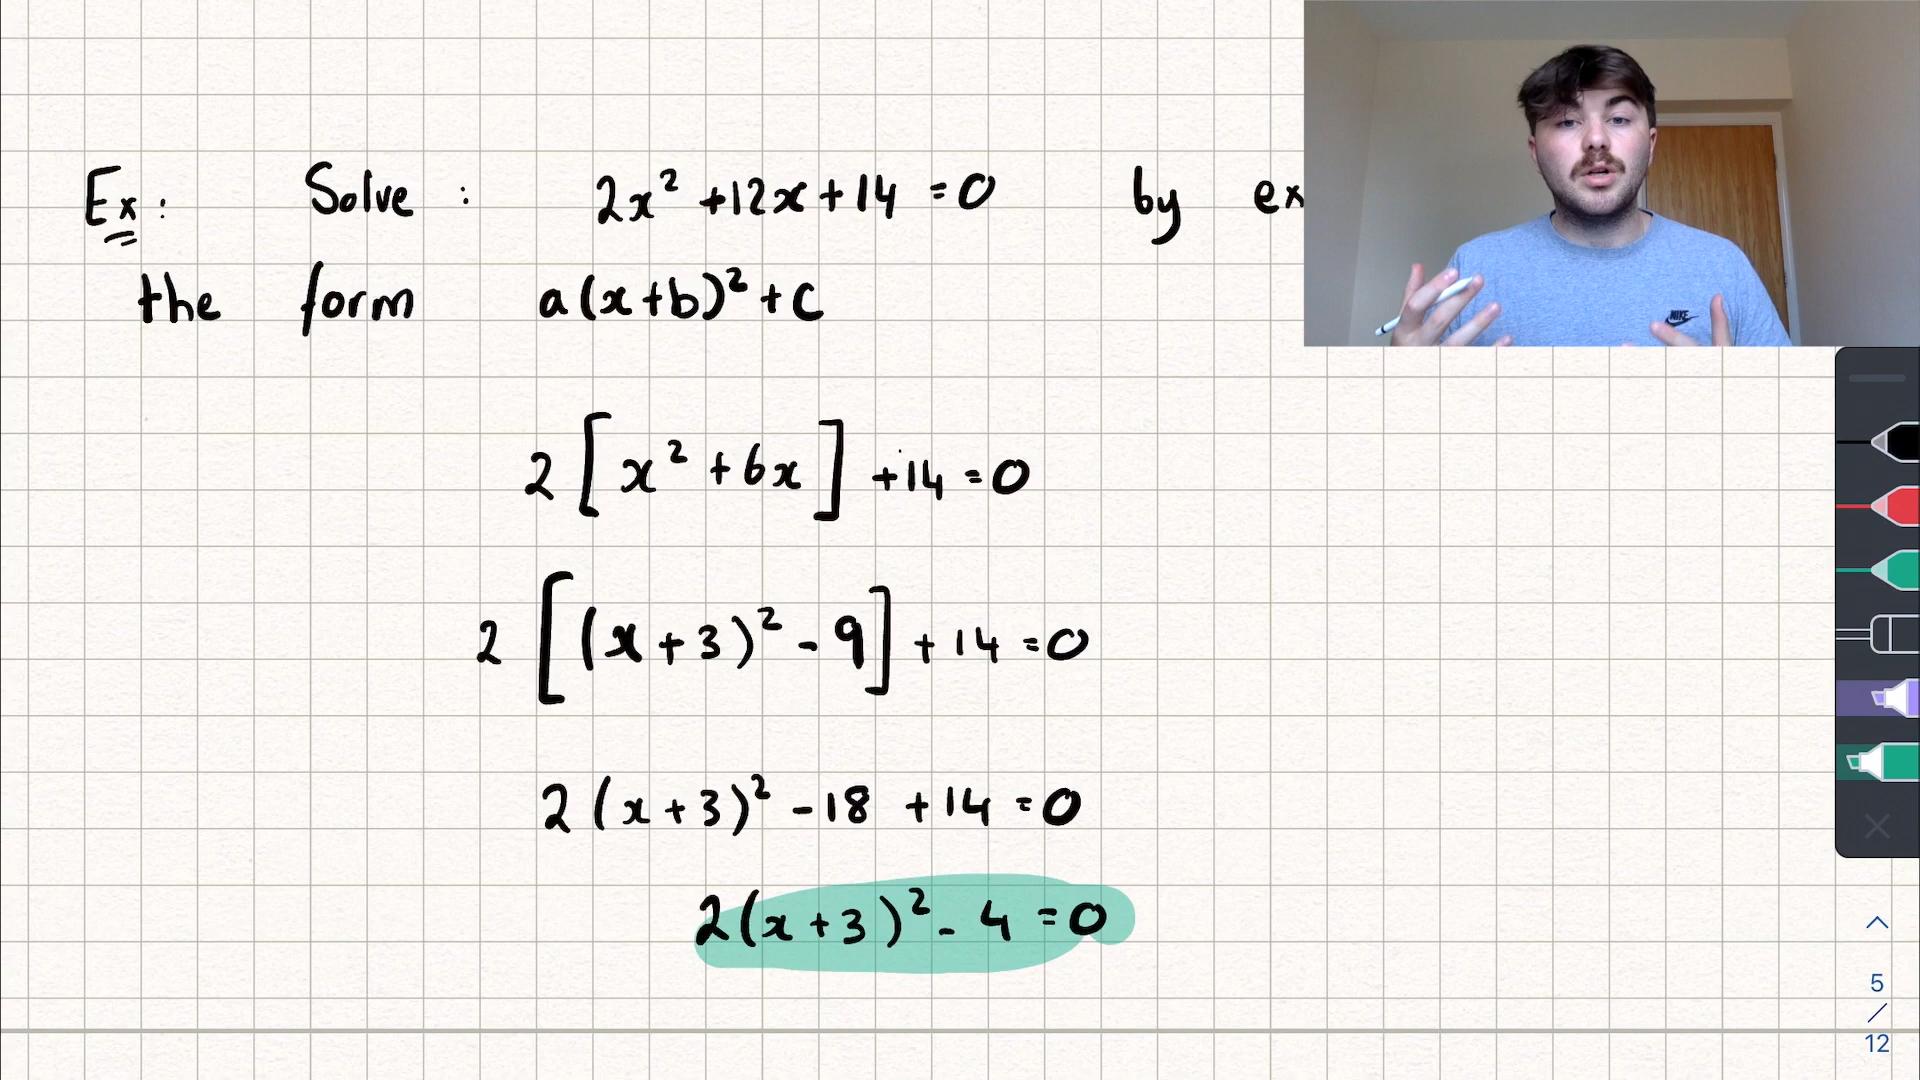 Ex: Solve : 2x² +12x+14 =0 by ex
the form a(x+b)²+c
2 [x² +6x] +14 =0
2 [(x+3)² -9] +14 =0
2(x+3)² -18 +14 =0
2(x+3)² -4 =0
NIKE
5
/
12